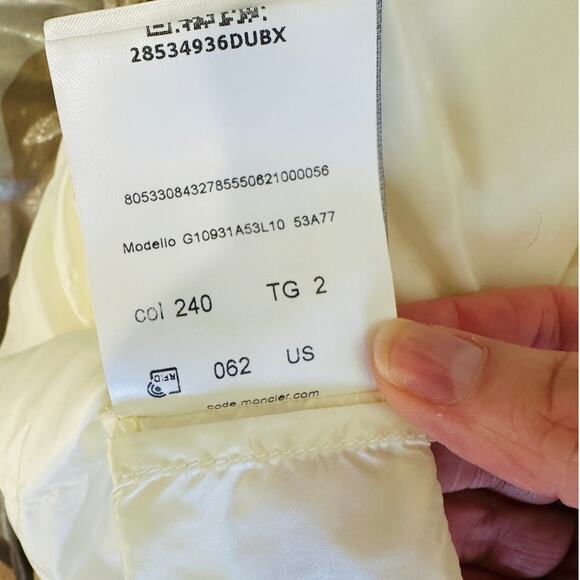 28534936DUBX
8053308432785550621000056
Modello G10931A53L10 53A77
col 240 TG 2
RFID 062 US
code.moncler.com